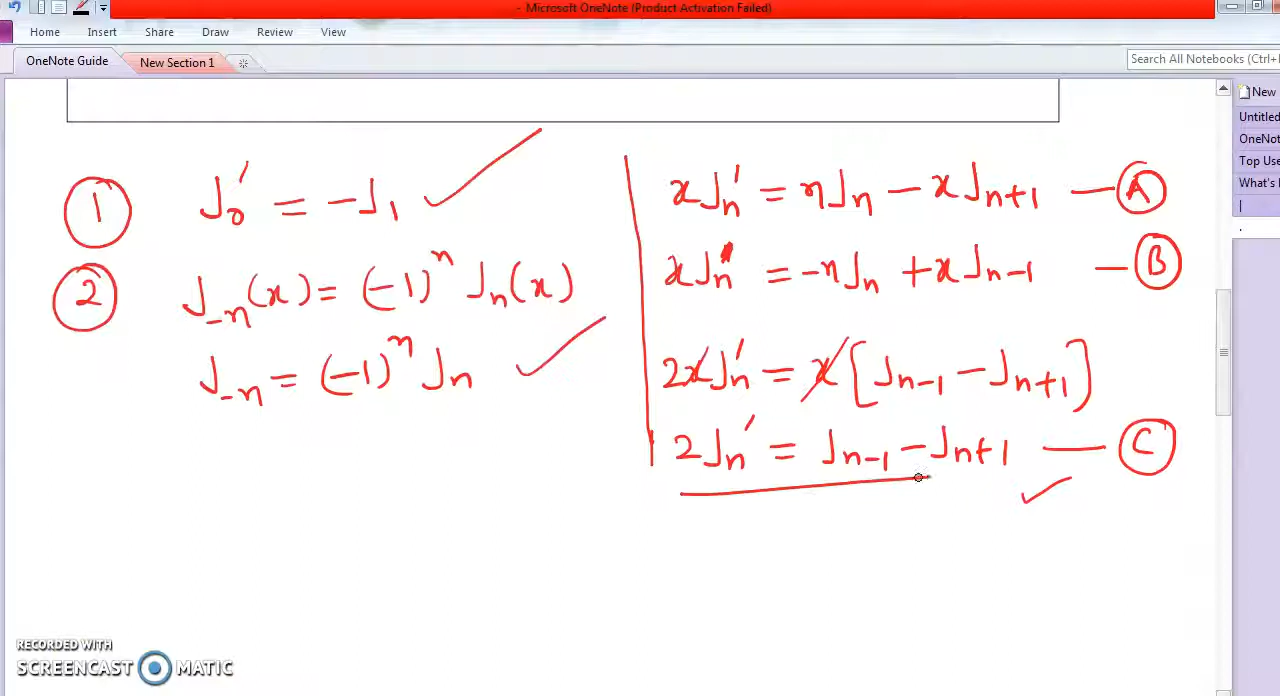 - Microsoft OneNote (Product Activation Failed)
Home Insert Share Draw Review View
OneNote Guide New Section 1
Search All Notebooks (Ctrl+
New
Untitled
OneNo
Top Use
What's
① J₀′ = −J₁
② J₋ₙ(x) = (−1)ⁿ Jₙ(x)
J₋ₙ = (−1)ⁿ Jₙ
xJₙ′ = nJₙ − xJₙ₊₁ — Ⓐ
xJₙ′ = −nJₙ + xJₙ₋₁ — Ⓑ
2xJₙ′ = x[Jₙ₋₁ − Jₙ₊₁]
2Jₙ′ = Jₙ₋₁ − Jₙ₊₁ — Ⓒ
RECORDED WITH
SCREENCAST MATIC